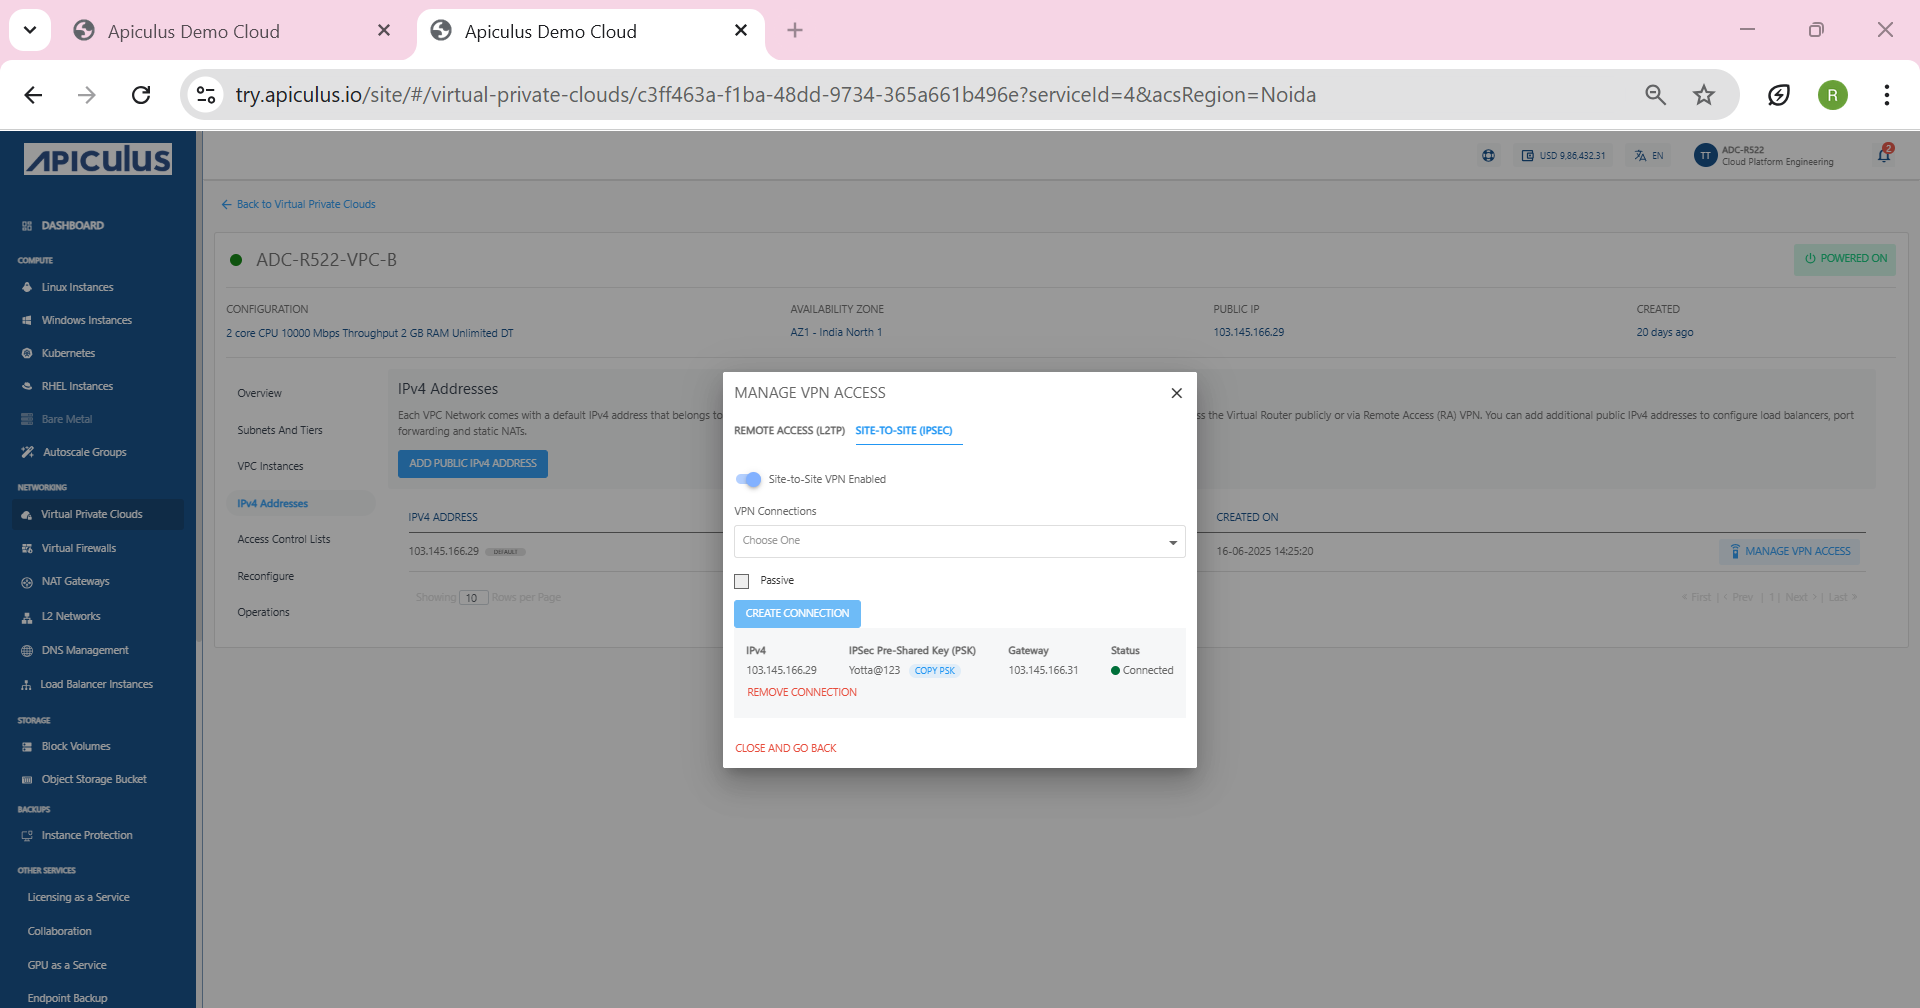 Apiculus Demo Cloud
Apiculus Demo Cloud
try.apiculus.io/site/#/virtual-private-clouds/c3ff463a-f1ba-48dd-9734-365a661b496e?serviceId=4&acsRegion=Noida
R
APICULUS
USD 9,86,432.31
EN
TT
ADC-R522
Cloud Platform Engineering
2
Back to Virtual Private Clouds
DASHBOARD
COMPUTE
Linux Instances
Windows Instances
Kubernetes
RHEL Instances
Bare Metal
Autoscale Groups
NETWORKING
Virtual Private Clouds
Virtual Firewalls
NAT Gateways
L2 Networks
DNS Management
Load Balancer Instances
STORAGE
Block Volumes
Object Storage Bucket
BACKUPS
Instance Protection
OTHER SERVICES
Licensing as a Service
Collaboration
GPU as a Service
Endpoint Backup
ADC-R522-VPC-B
POWERED ON
CONFIGURATION
2 core CPU 10000 Mbps Throughput 2 GB RAM Unlimited DT
AVAILABILITY ZONE
AZ1 - India North 1
PUBLIC IP
103.145.166.29
CREATED
20 days ago
Overview
Subnets And Tiers
VPC Instances
IPv4 Addresses
Access Control Lists
Reconfigure
Operations
IPv4 Addresses
Each VPC Network comes with a default IPv4 address that belongs to
ss the Virtual Router publicly or via Remote Access (RA) VPN. You can add additional public IPv4 addresses to configure load balancers, port
forwarding and static NATs.
ADD PUBLIC IPv4 ADDRESS
IPV4 ADDRESS
CREATED ON
103.145.166.29 DEFAULT
16-06-2025 14:25:20
MANAGE VPN ACCESS
Showing 10 Rows per Page
< First | < Prev | 1 | Next > | Last >
MANAGE VPN ACCESS
REMOTE ACCESS (L2TP) SITE-TO-SITE (IPSEC)
Site-to-Site VPN Enabled
VPN Connections
Choose One
Passive
CREATE CONNECTION
IPv4 IPSec Pre-Shared Key (PSK) Gateway Status
103.145.166.29 Yotta@123 COPY PSK 103.145.166.31 Connected
REMOVE CONNECTION
CLOSE AND GO BACK